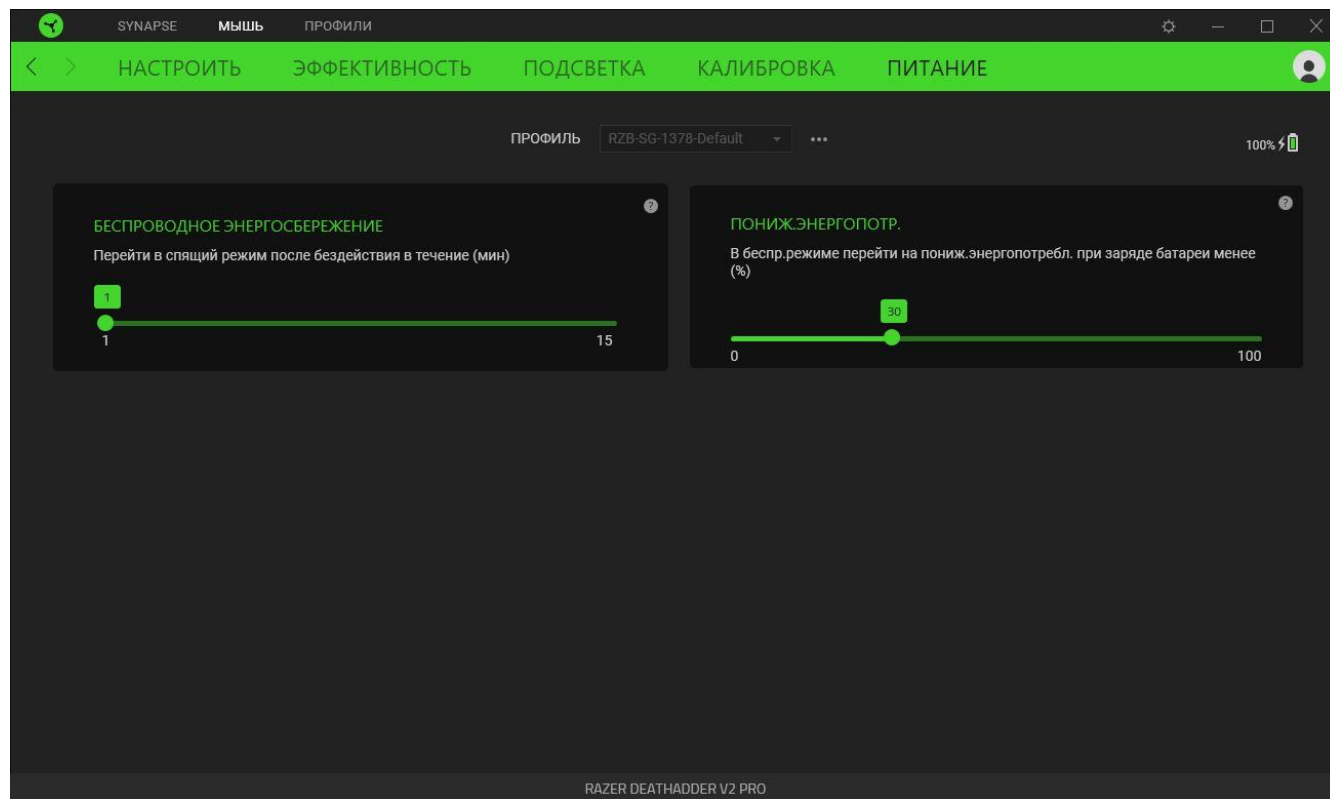 SYNAPSE МЫШЬ ПРОФИЛИ
НАСТРОИТЬ ЭФФЕКТИВНОСТЬ ПОДСВЕТКА КАЛИБРОВКА ПИТАНИЕ
ПРОФИЛЬ RZB-SG-1378-Default
100%
БЕСПРОВОДНОЕ ЭНЕРГОСБЕРЕЖЕНИЕ
Перейти в спящий режим после бездействия в течение (мин)
1
1 15
ПОНИЖ.ЭНЕРГОПОТР.
В беспр.режиме перейти на пониж.энергопотребл. при заряде батареи менее
(%)
30
0 100
RAZER DEATHADDER V2 PRO